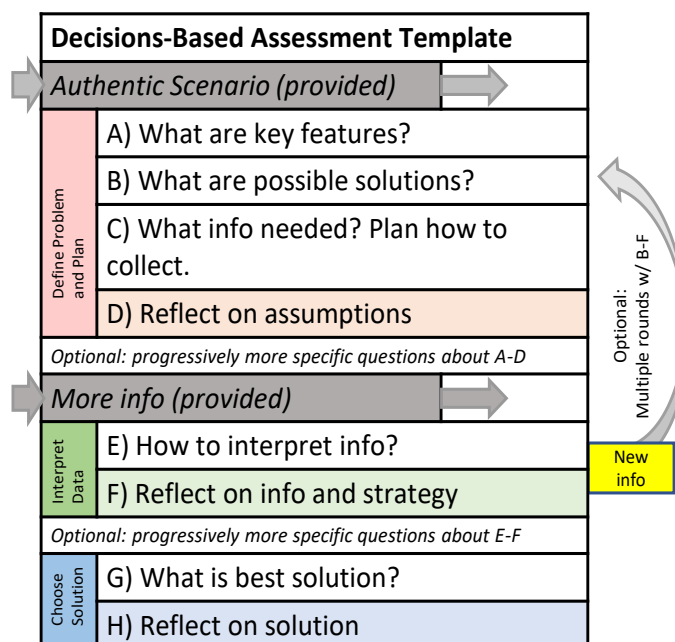 Decisions-Based Assessment Template
Authentic Scenario (provided)
Define Problem
and Plan
A) What are key features?
B) What are possible solutions?
C) What info needed? Plan how to
collect.
D) Reflect on assumptions
Optional: progressively more specific questions about A-D
More info (provided)
Interpret
Data
E) How to interpret info?
F) Reflect on info and strategy
Optional: progressively more specific questions about E-F
Choose
Solution
G) What is best solution?
H) Reflect on solution
Optional:
Multiple rounds w/ B-F
New
info